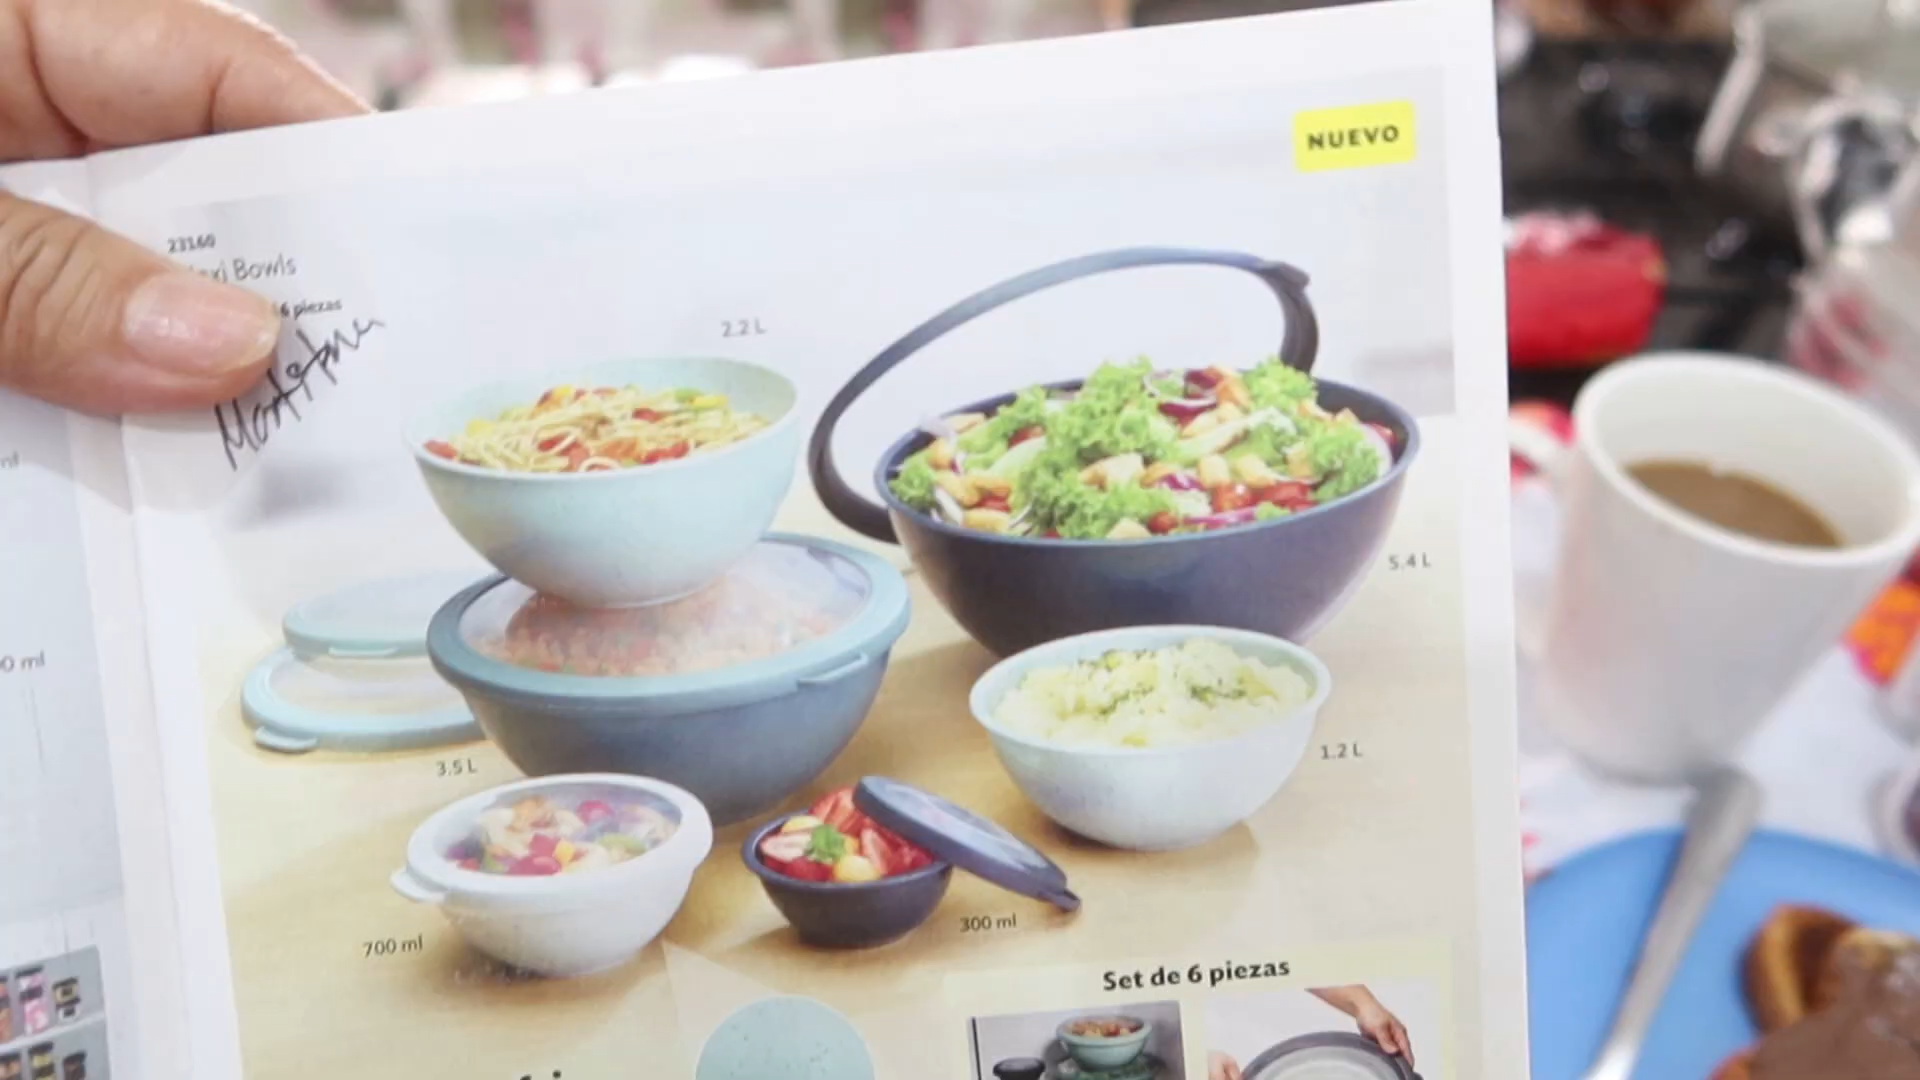 NUEVO
23160
Bowls
6 piezas
2.2 L
5.4 L
1.2 L
3.5 L
300 ml
700 ml
Set de 6 piezas